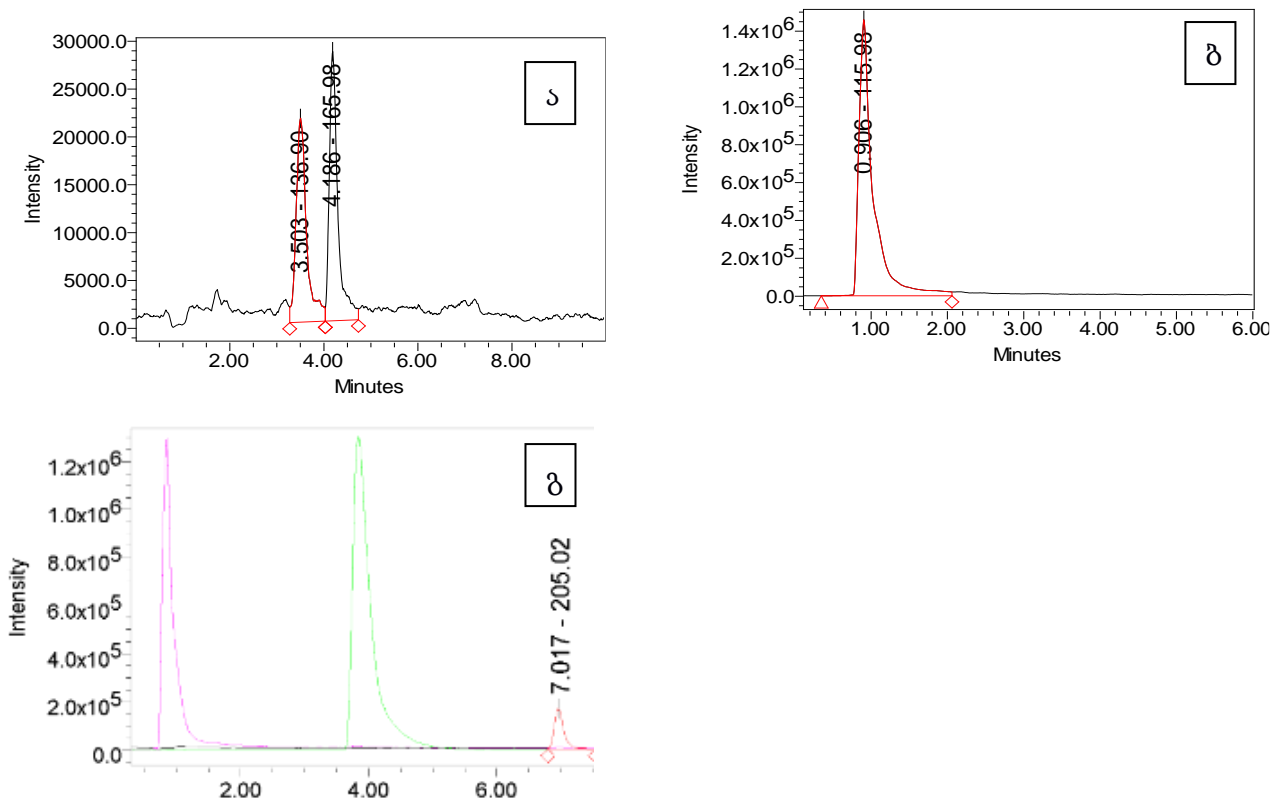 ა
30000.0
25000.0
20000.0
15000.0
10000.0
5000.0
0.0
Intensity
3.503 - 136.90
4.186 - 165.98
2.00 4.00 6.00 8.00
Minutes
ბ
1.4x10⁶
1.2x10⁶
1.0x10⁶
8.0x10⁵
6.0x10⁵
4.0x10⁵
2.0x10⁵
0.0
Intensity
0.906 - 115.98
1.00 2.00 3.00 4.00 5.00 6.00
Minutes
გ
1.2x10⁶
1.0x10⁶
8.0x10⁵
6.0x10⁵
4.0x10⁵
2.0x10⁵
0.0
Intensity
7.017 - 205.02
2.00 4.00 6.00